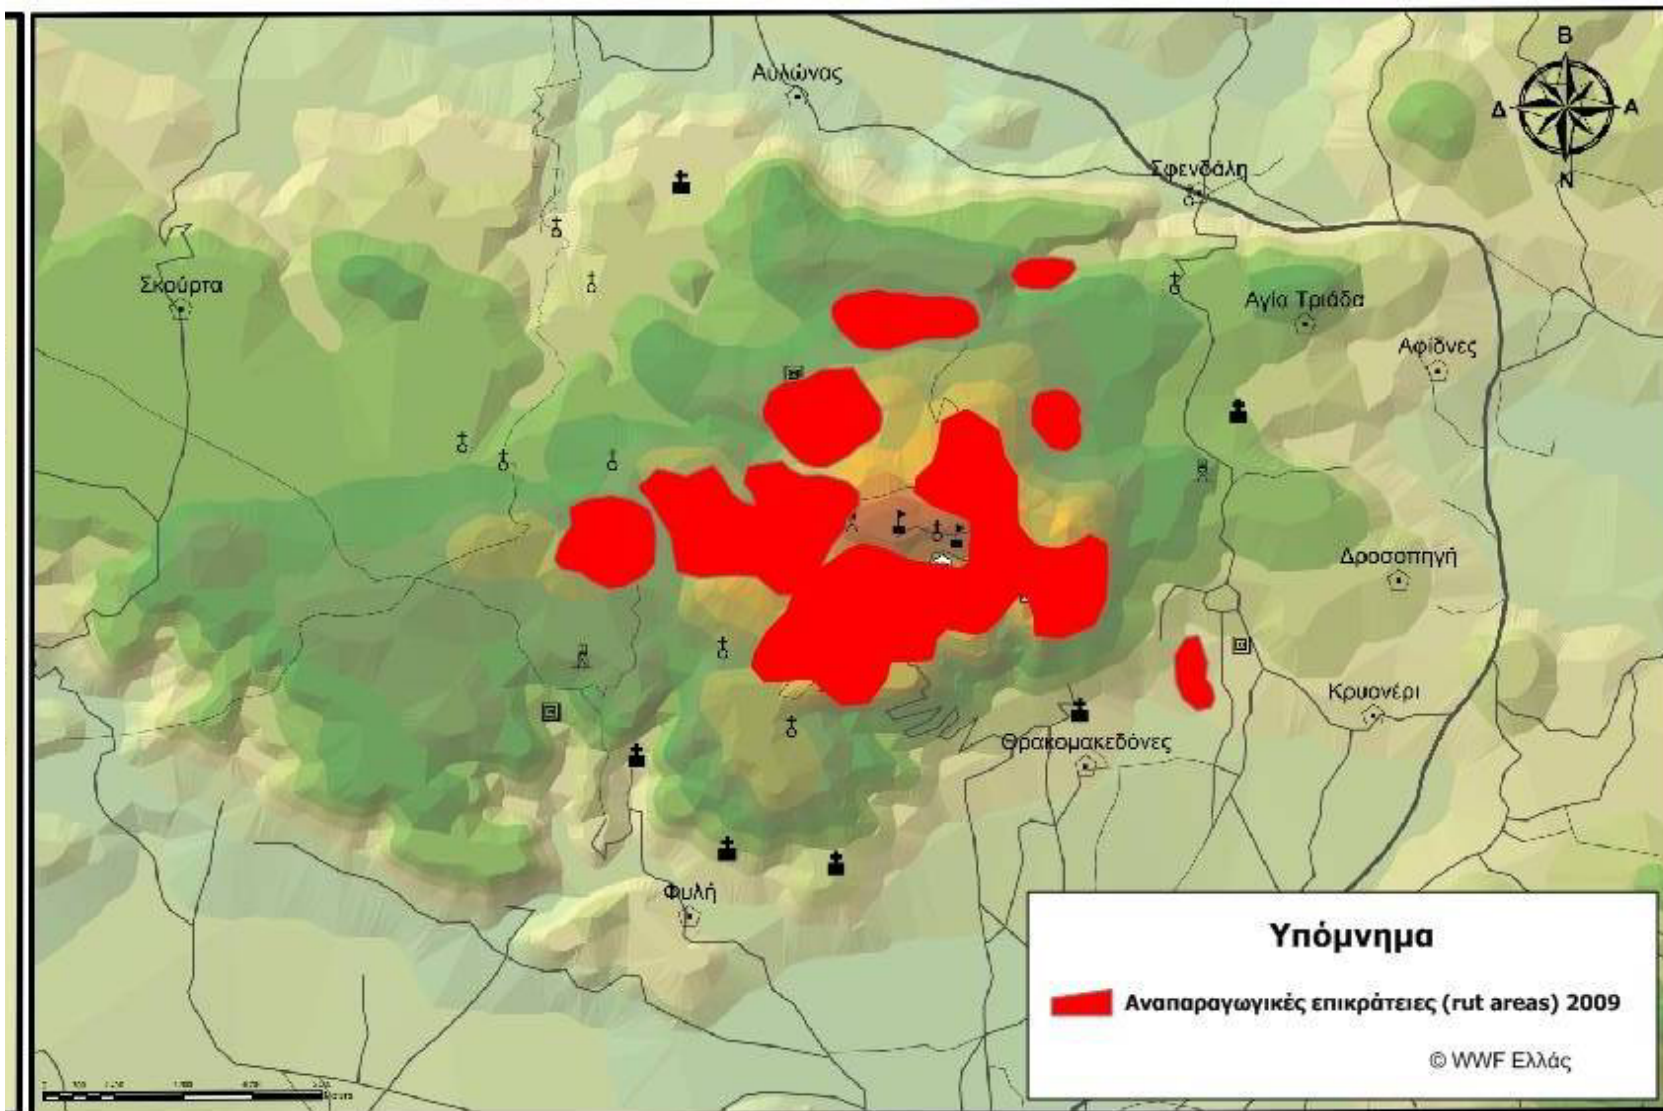 Αυλώνας
Β
Δ
Α
Ν
Σφενδάλη
Σκούρτα
Αγία Τριάδα
Αφίδνες
Δροσοπηγή
Κρυονέρι
Θρακομακεδόνες
Φυλή
Υπόμνημα
Αναπαραγωγικές επικράτειες (rut areas) 2009
© WWF Ελλάς